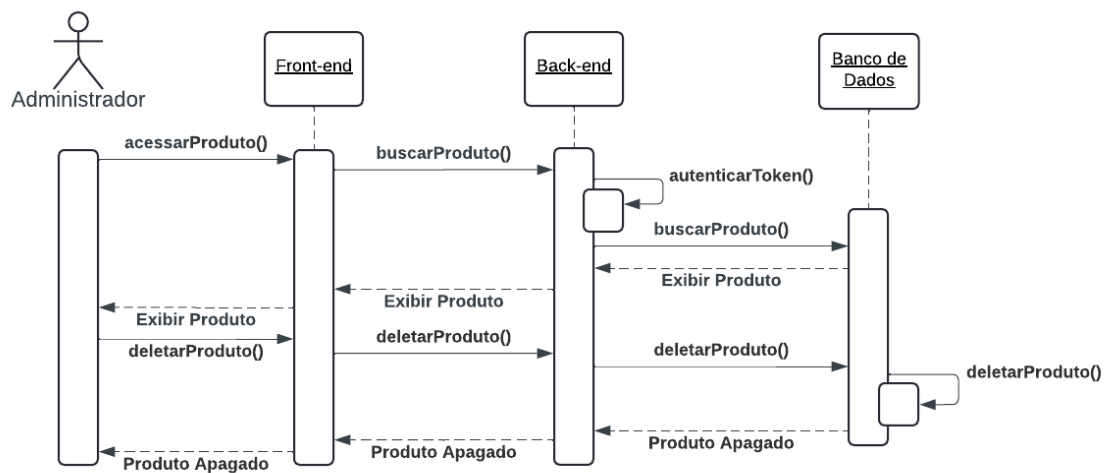 Administrador
Front-end
Back-end
Banco de
Dados
acessarProduto()
buscarProduto()
autenticarToken()
buscarProduto()
Exibir Produto
Exibir Produto
Exibir Produto
deletarProduto()
deletarProduto()
deletarProduto()
deletarProduto()
Produto Apagado
Produto Apagado
Produto Apagado